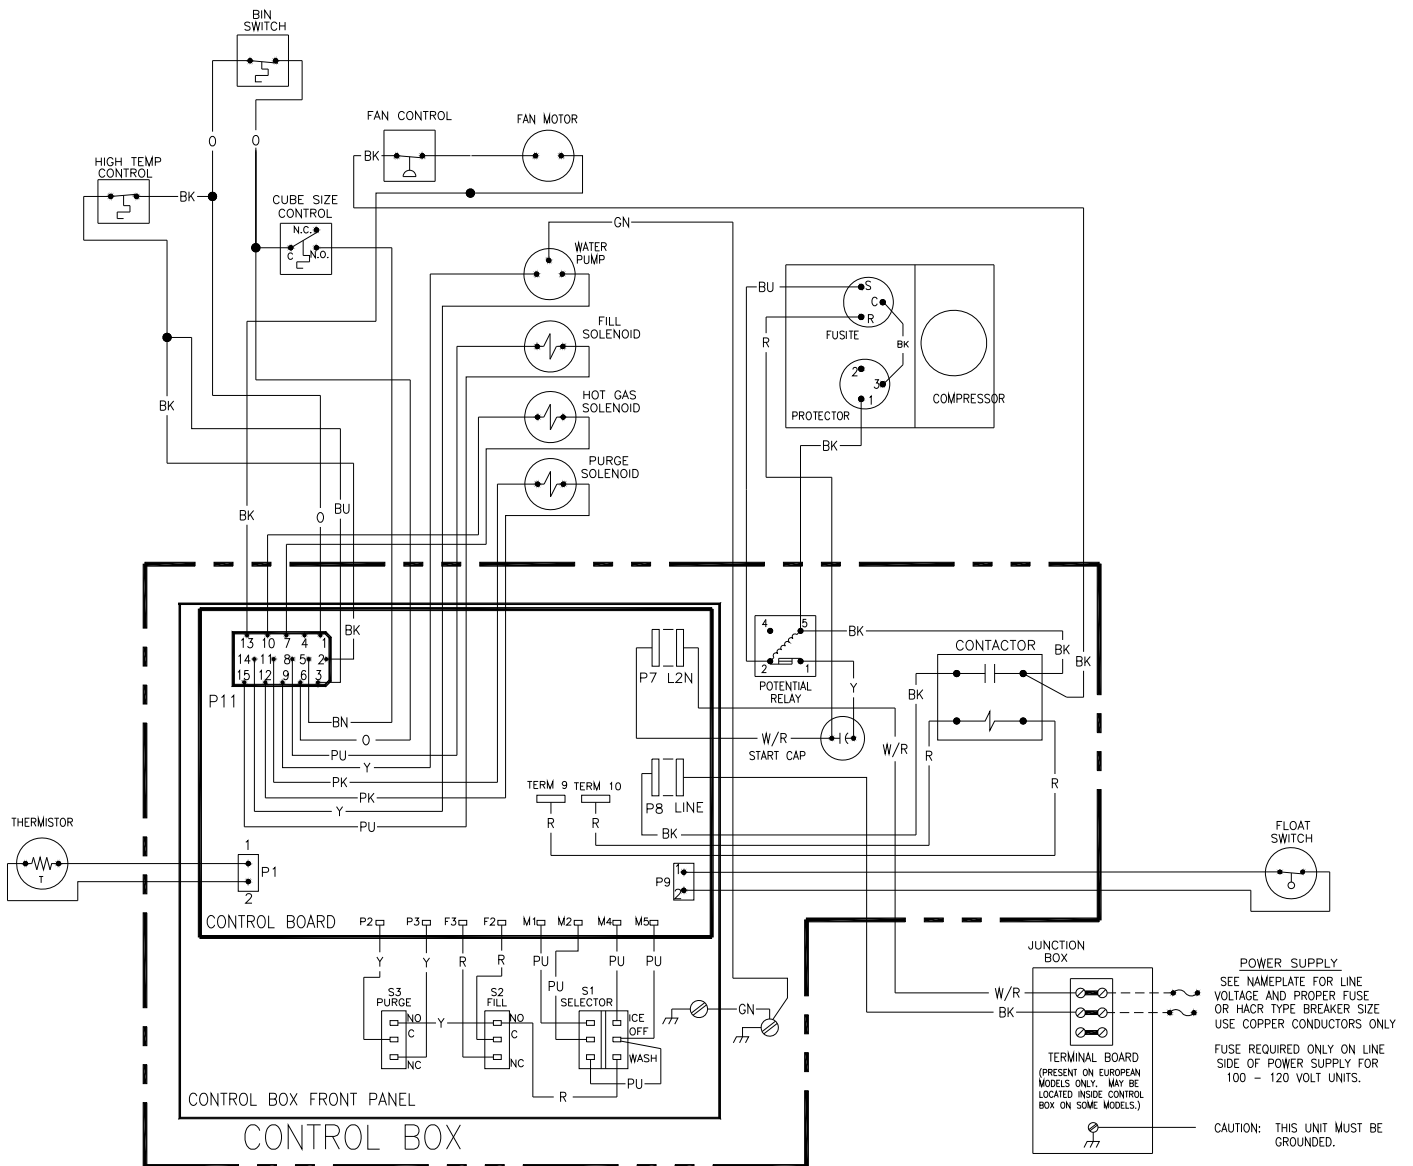 BIN
SWITCH
FAN CONTROL
FAN MOTOR
O
O
BK
HIGH TEMP
CONTROL
BK
CUBE SIZE
CONTROL
N.C.
C
N.O.
GN
WATER
PUMP
BU
S
C
R
FUSITE
FILL
SOLENOID
R
BK
2
3
1
PROTECTOR
COMPRESSOR
HOT GAS
SOLENOID
BK
BK
PURGE
SOLENOID
BK
O
BU
BK
13 10 7 4 1
14 11 8 5 2
15 12 9 6 3
P11
BN
O
PU
Y
PK
PK
Y
PU
P7 L2N
4
5
2
1
POTENTIAL
RELAY
BK
CONTACTOR
BK
BK
BK
Y
W/R
START CAP
W/R
R
R
P8 LINE
BK
TERM 9 TERM 10
R
R
THERMISTOR
T
1
P1
2
P9
1
2
FLOAT
SWITCH
CONTROL BOARD
P2 P3 F3 F2 M1 M2 M4 M5
Y
Y
R
R
PU
PU
PU
PU
S3
PURGE
NO
C
NC
Y
S2
FILL
NO
C
NC
S1
SELECTOR
ICE
OFF
WASH
PU
R
GN
CONTROL BOX FRONT PANEL
CONTROL BOX
JUNCTION
BOX
W/R
BK
TERMINAL BOARD
(PRESENT ON EUROPEAN
MODELS ONLY. MAY BE
LOCATED INSIDE CONTROL
BOX ON SOME MODELS.)
POWER SUPPLY
SEE NAMEPLATE FOR LINE
VOLTAGE AND PROPER FUSE
OR HACR TYPE BREAKER SIZE
USE COPPER CONDUCTORS ONLY
FUSE REQUIRED ONLY ON LINE
SIDE OF POWER SUPPLY FOR
100 - 120 VOLT UNITS.
CAUTION: THIS UNIT MUST BE
GROUNDED.